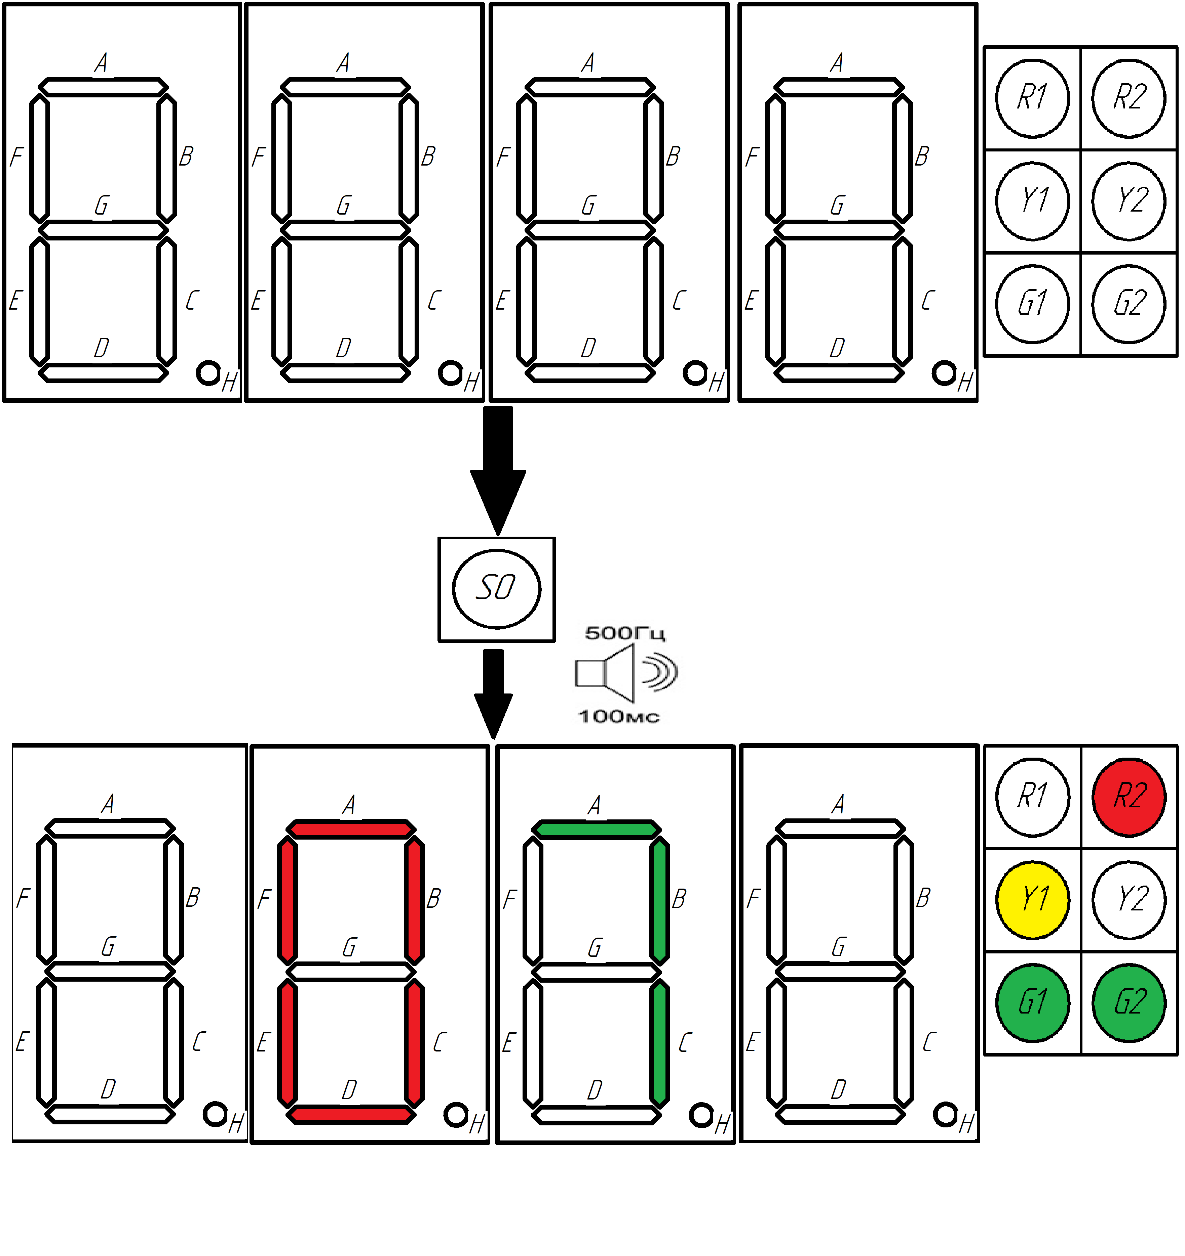 A A A A
R1 R2
F B F B F B F B
Y1 Y2
G G G G
E C E C E C E C
G1 G2
D D D D
H H H H
S0
500Гц
100мс
A A A A
R1 R2
F B F B F B F B
Y1 Y2
G G G G
E C E C E C E C
G1 G2
D D D D
H H H H